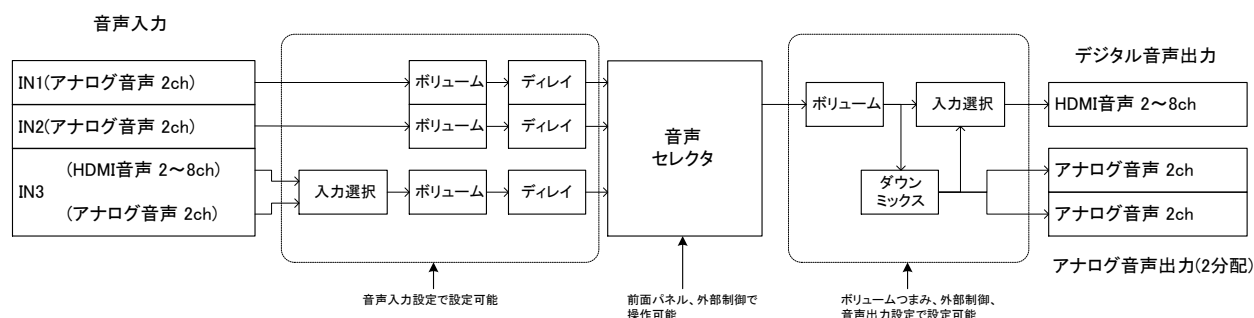 音声入力
IN1(アナログ音声 2ch)
IN2(アナログ音声 2ch)
IN3
(HDMI音声 2~8ch)
(アナログ音声 2ch)
ボリューム
ディレイ
ボリューム
ディレイ
入力選択
ボリューム
ディレイ
音声入力設定で設定可能
音声
セレクタ
前面パネル、外部制御で
操作可能
ボリューム
入力選択
ダウン
ミックス
ボリュームつまみ、外部制御、
音声出力設定で設定可能
デジタル音声出力
HDMI音声 2~8ch
アナログ音声 2ch
アナログ音声 2ch
アナログ音声出力(2分配)